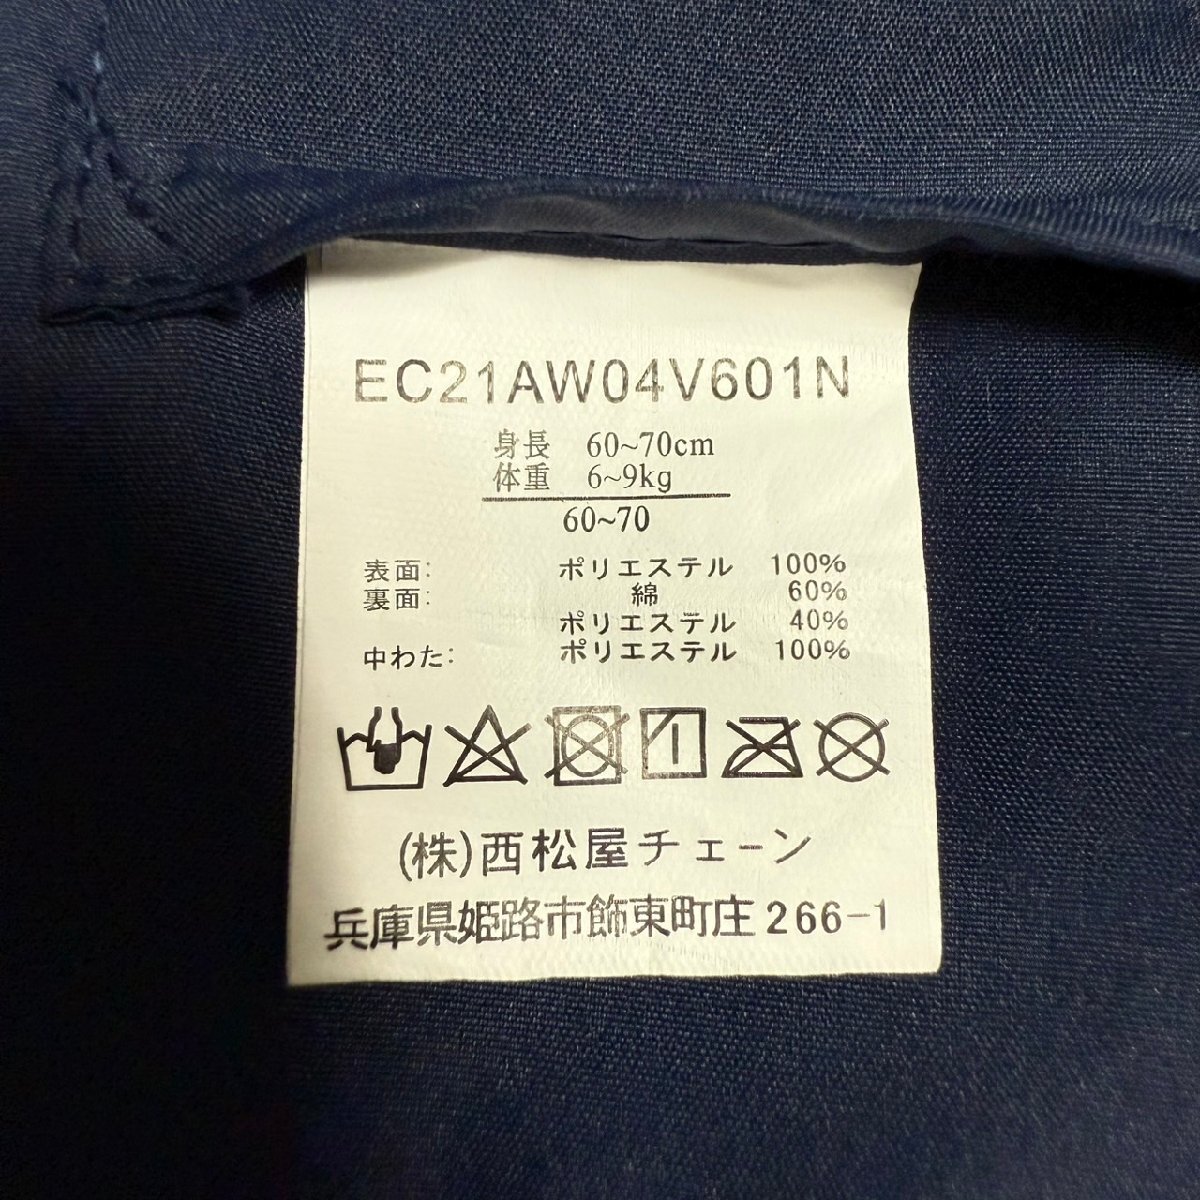 EC21AW04V601N
身長 60~70cm
体重 6~9kg
60~70
表面: ポリエステル 100%
裏面: 綿 60%
ポリエステル 40%
中わた: ポリエステル 100%
(株)西松屋チェーン
兵庫県姫路市飾東町庄266-1